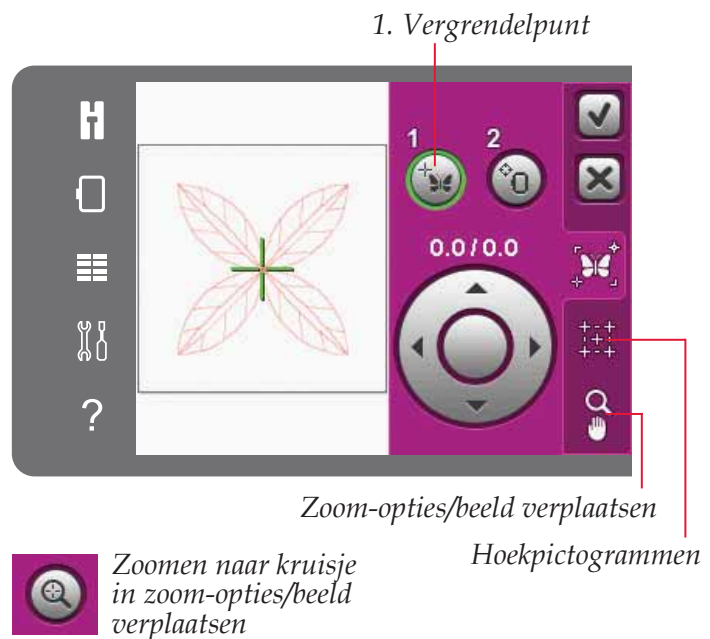 1. Vergrendelpunt
1 2
0.0/0.0
?
Zoom-opties/beeld verplaatsen
Hoekpictogrammen
Zoomen naar kruisje
in zoom-opties/beeld
verplaatsen